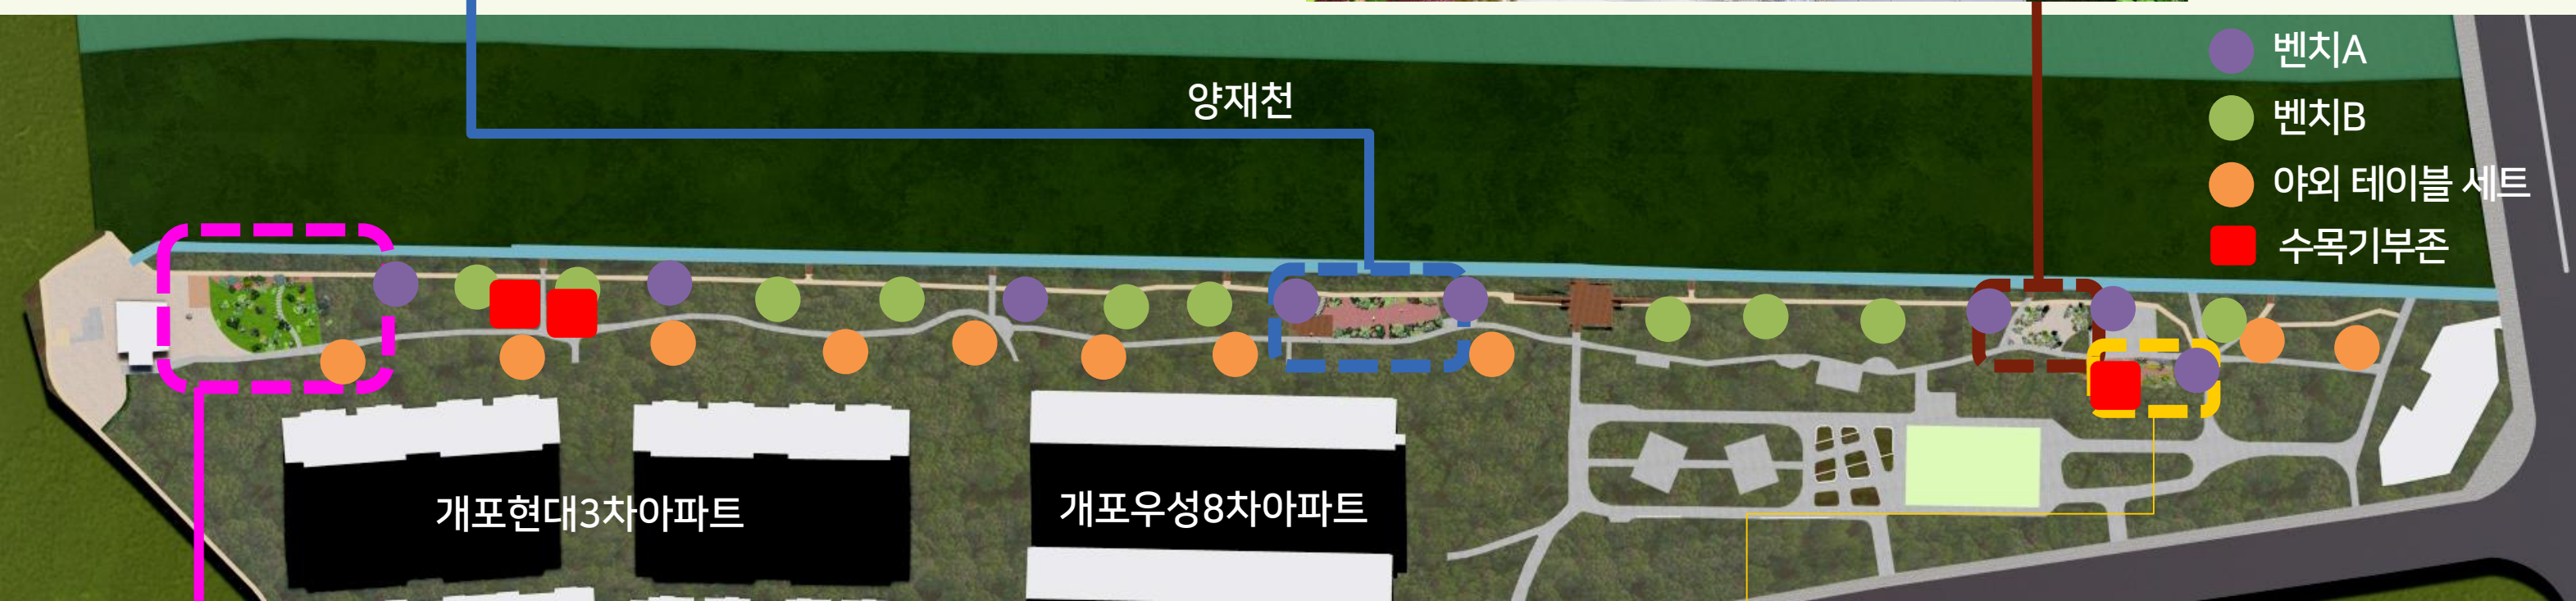 벤치A
양재천
벤치B
야외 테이블 세트
수목기부존
개포현대3차아파트
개포우성8차아파트